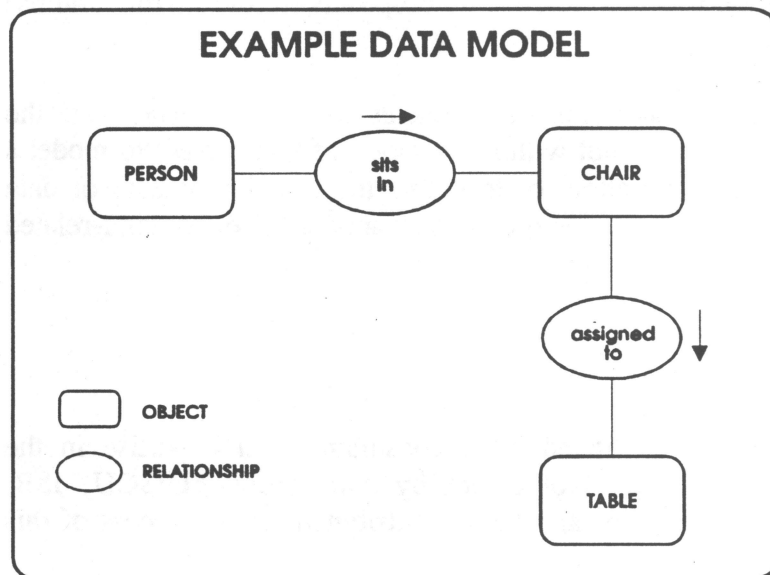 EXAMPLE DATA MODEL
PERSON
sits
in
CHAIR
assigned
to
OBJECT
RELATIONSHIP
TABLE